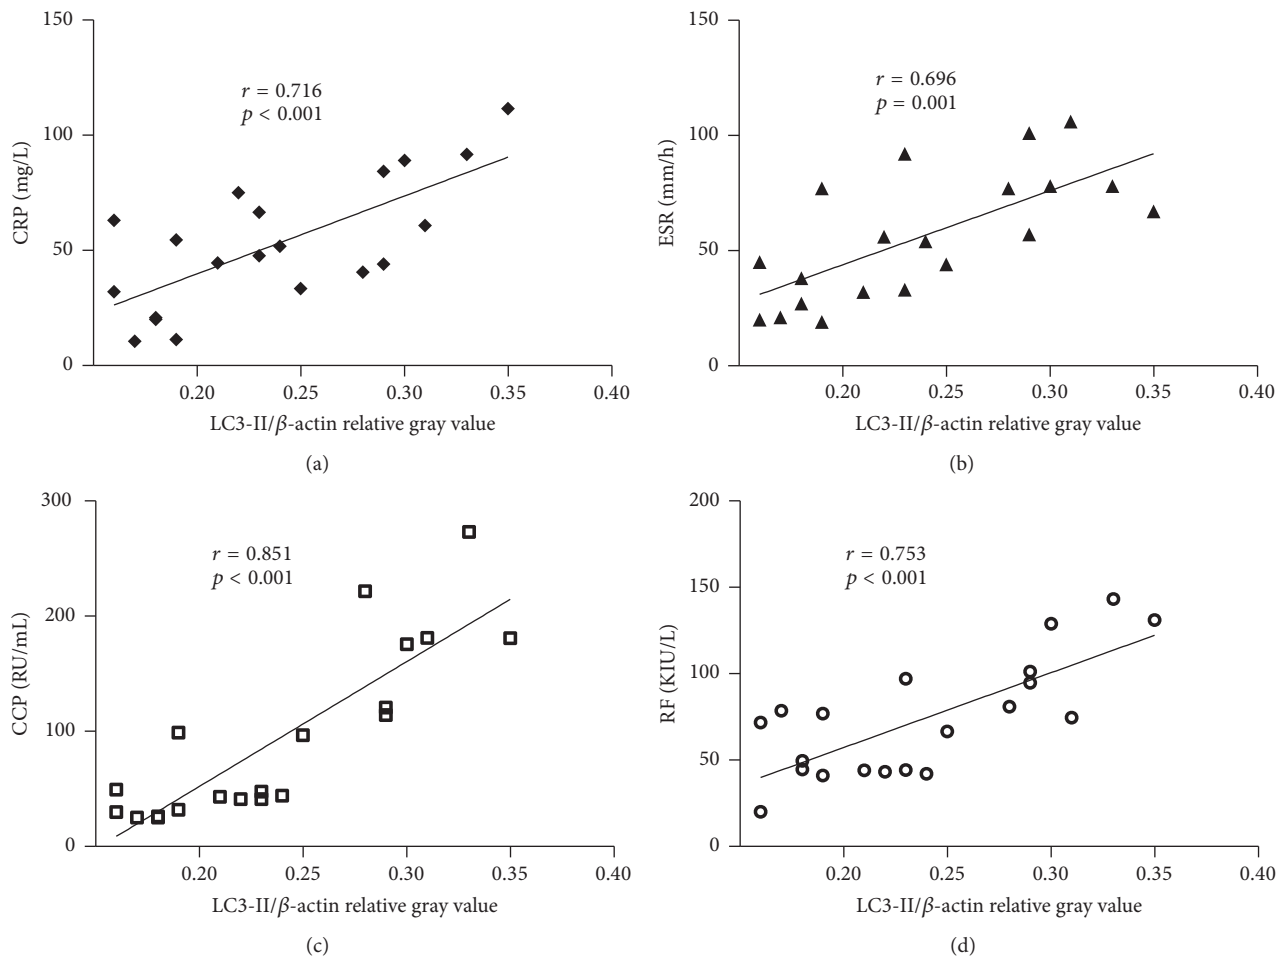 150
100
50
0
CRP (mg/L)
r = 0.716
p < 0.001
0.20 0.25 0.30 0.35 0.40
LC3-II/β-actin relative gray value
(a)
150
100
50
0
ESR (mm/h)
r = 0.696
p = 0.001
0.20 0.25 0.30 0.35 0.40
LC3-II/β-actin relative gray value
(b)
300
200
100
0
CCP (RU/mL)
r = 0.851
p < 0.001
0.20 0.25 0.30 0.35 0.40
LC3-II/β-actin relative gray value
(c)
200
150
100
50
0
RF (KIU/L)
r = 0.753
p < 0.001
0.20 0.25 0.30 0.35 0.40
LC3-II/β-actin relative gray value
(d)